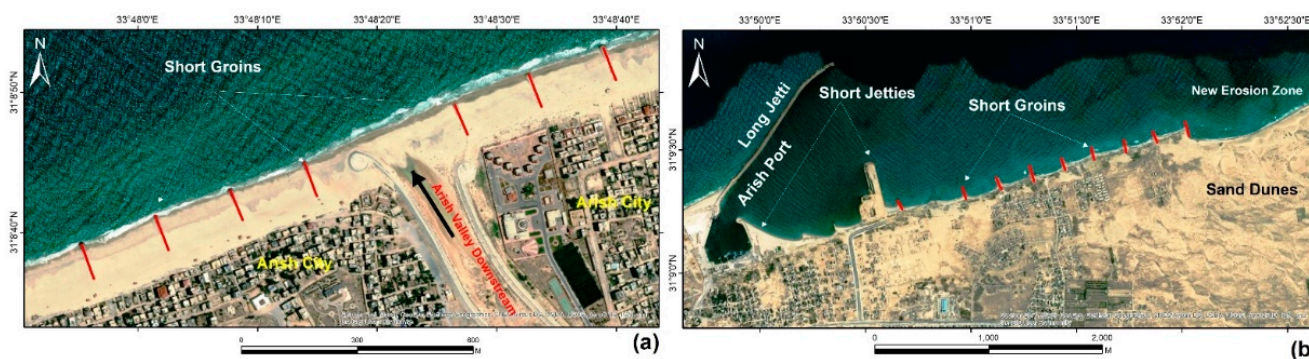 33°48'0"E 33°48'10"E 33°48'20"E 33°48'30"E 33°48'40"E
N
Short Groins
31°8'50"N
31°8'40"N
Arish City
Arish Valley Downstream
Arish City
0 300 600
M
(a)
33°50'0"E 33°50'30"E 33°51'0"E 33°51'30"E 33°52'0"E 33°52'30"E
N
Long Jetti
Short Jetties
Short Groins
New Erosion Zone
Arish Port
31°9'30"N
31°9'0"N
Sand Dunes
0 1,000 2,000
M
(b)